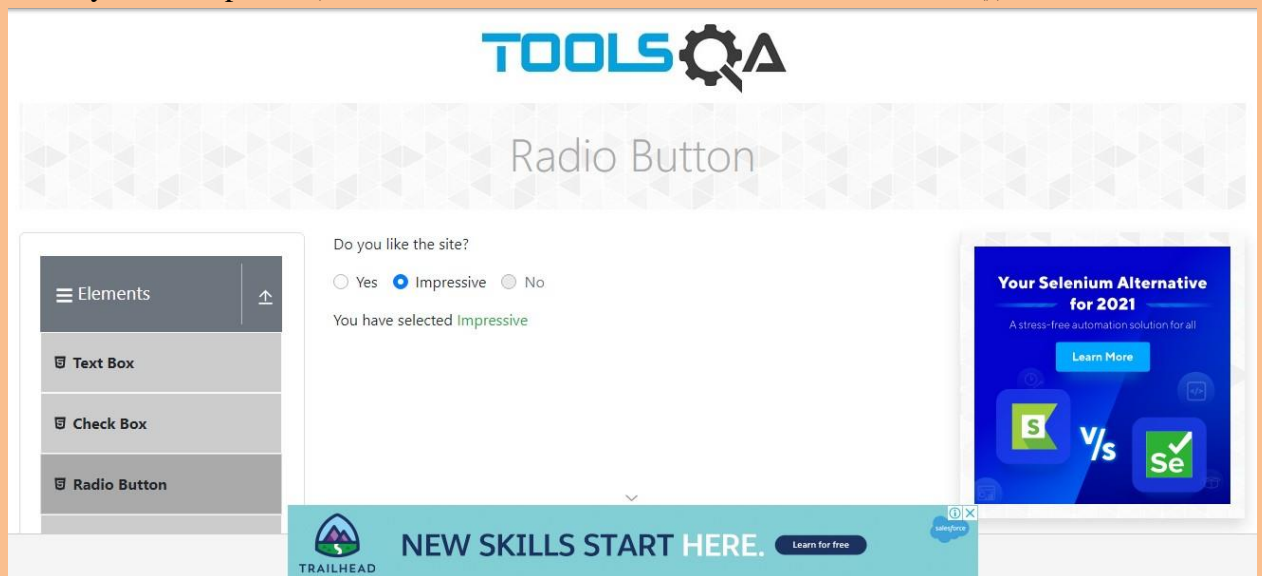 TOOLSQA
Radio Button
Elements
Text Box
Check Box
Radio Button
Do you like the site?
Yes Impressive No
You have selected Impressive
Your Selenium Alternative
for 2021
A stress-free automation solution for all
Learn More
S V/s Se
TRAILHEAD
NEW SKILLS START HERE. Learn for free
salesforce